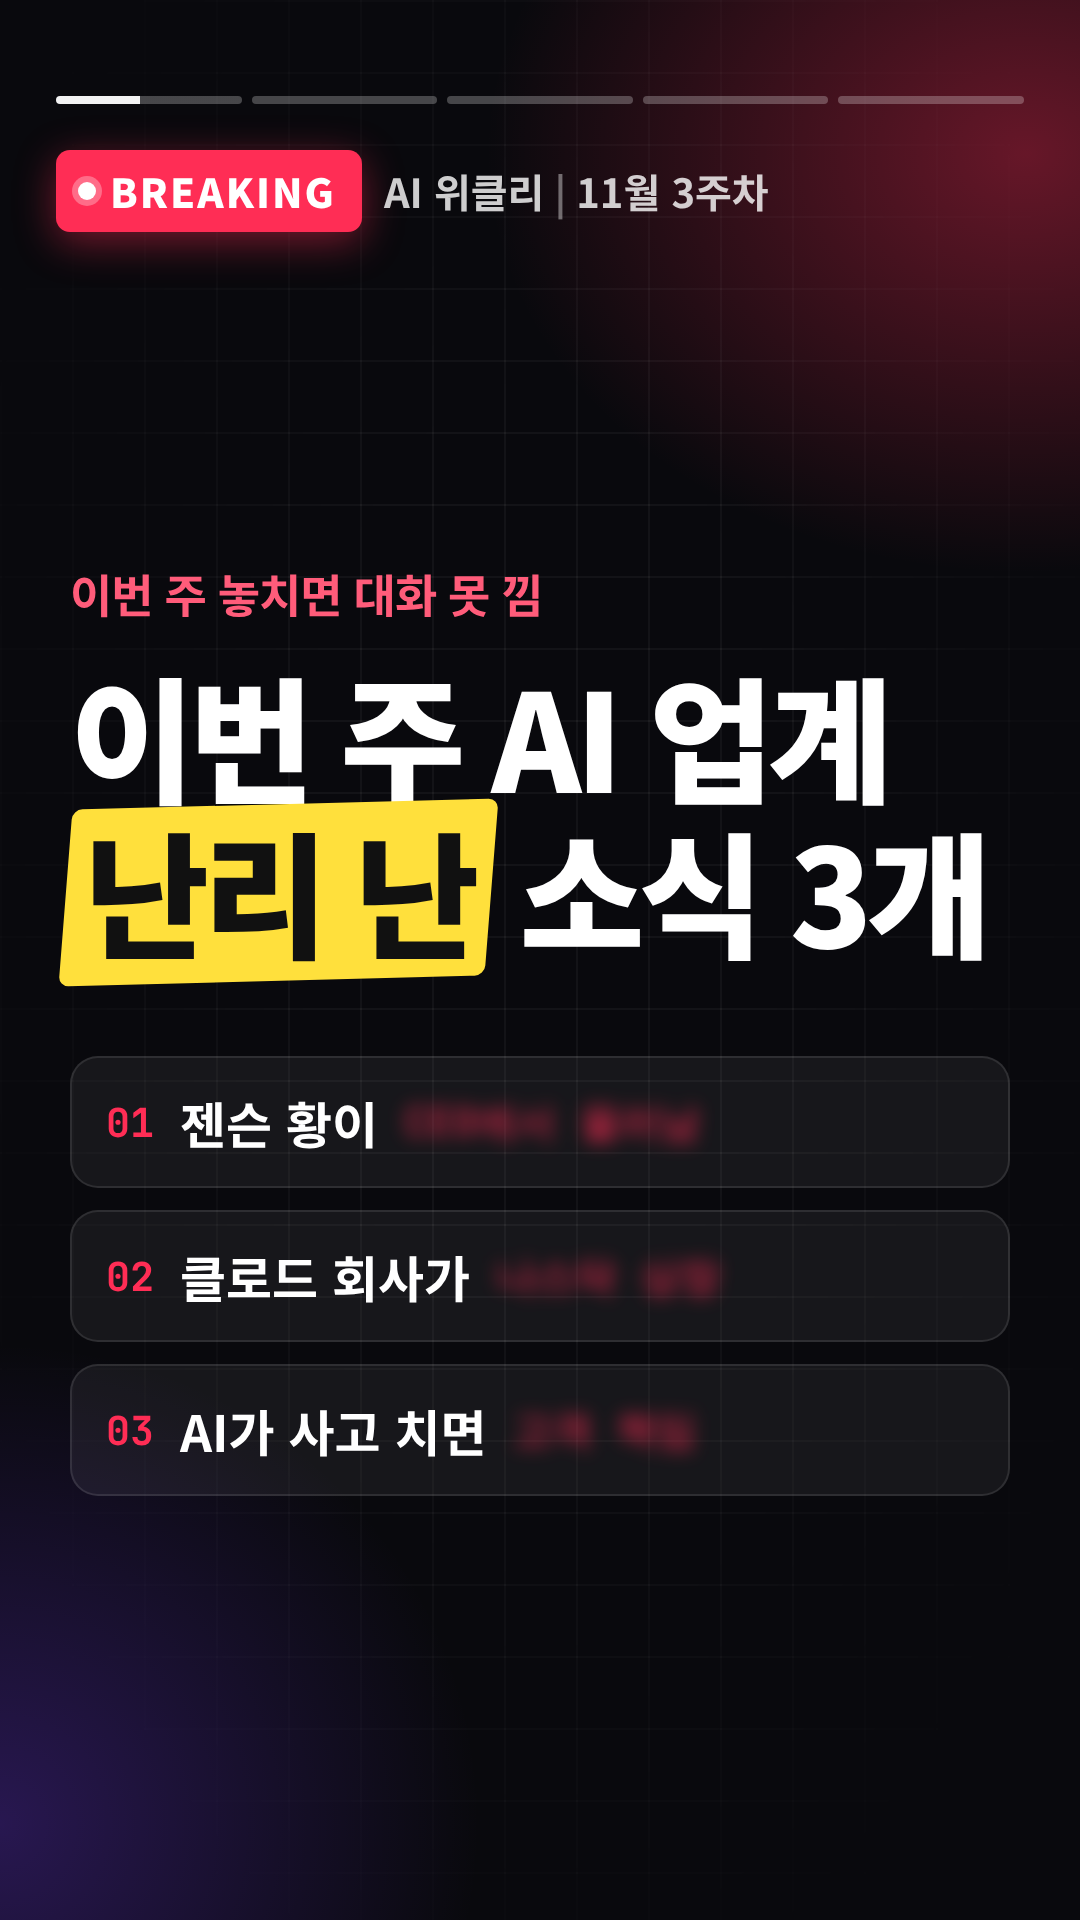 BREAKING AI 위클리 | 11월 3주차
이번 주 놓치면 대화 못 낌
이번 주 AI 업계
난리 난 소식 3개
01 젠슨 황이
02 클로드 회사가
03 AI가 사고 치면